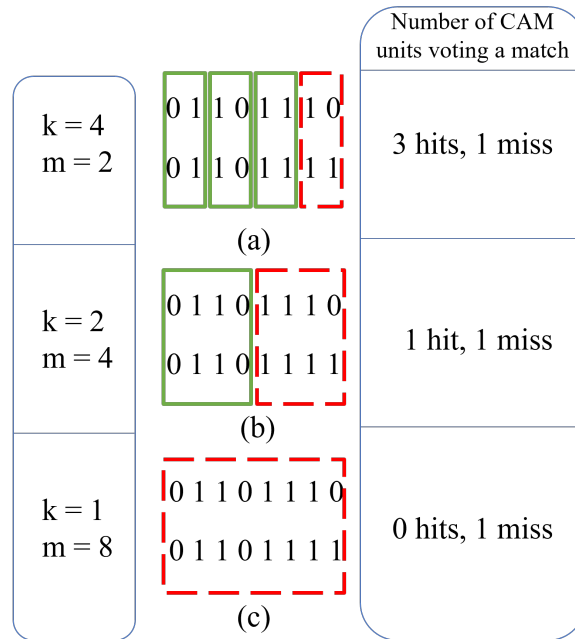 Number of CAM
units voting a match
k = 4
m = 2
0 1 1 0 1 1 1 0
0 1 1 0 1 1 1 1
3 hits, 1 miss
(a)
k = 2
m = 4
0 1 1 0 1 1 1 0
0 1 1 0 1 1 1 1
1 hit, 1 miss
(b)
k = 1
m = 8
0 1 1 0 1 1 1 0
0 1 1 0 1 1 1 1
0 hits, 1 miss
(c)